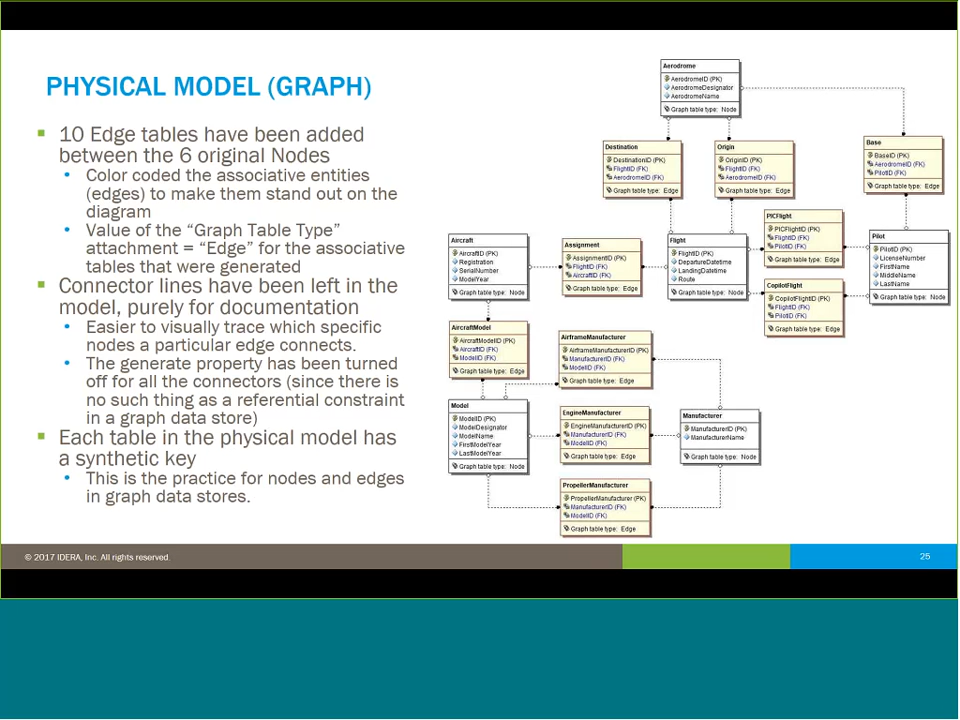 PHYSICAL MODEL (GRAPH)
10 Edge tables have been added
between the 6 original Nodes
Color coded the associative entities
(edges) to make them stand out on the
diagram
Value of the “Graph Table Type”
attachment = “Edge” for the associative
tables that were generated
Connector lines have been left in the
model, purely for documentation
Easier to visually trace which specific
nodes a particular edge connects.
The generate property has been turned
off for all the connectors (since there is
no such thing as a referential constraint
in a graph data store)
Each table in the physical model has
a synthetic key
This is the practice for nodes and edges
in graph data stores.
Aerodrome
AerodromeID (PK)
AerodromeDesignator
AerodromeName
Graph table type: Node
Destination
DestinationID (PK)
FlightID (FK)
AerodromeID (FK)
Graph table type: Edge
Origin
OriginID (PK)
FlightID (FK)
AerodromeID (FK)
Graph table type: Edge
Base
BaseID (PK)
AerodromeID (FK)
PilotID (FK)
Graph table type: Edge
Aircraft
AircraftID (PK)
Registration
SerialNumber
ModelYear
Graph table type: Node
Assignment
AssignmentID (PK)
FlightID (FK)
AircraftID (FK)
Graph table type: Edge
Flight
FlightID (PK)
DepartureDatetime
LandingDatetime
Route
Graph table type: Node
PICFlight
PICFlightID (PK)
FlightID (FK)
PilotID (FK)
Graph table type: Edge
CopilotFlight
CopilotFlightID (PK)
FlightID (FK)
PilotID (FK)
Graph table type: Edge
Pilot
PilotID (PK)
LicenseNumber
FirstName
MiddleName
LastName
Graph table type: Node
AircraftModel
AircraftModelID (PK)
AircraftID (FK)
ModelID (FK)
Graph table type: Edge
AirframeManufacturer
AirframeManufacturerID (PK)
ManufacturerID (FK)
ModelID (FK)
Graph table type: Edge
Model
ModelID (PK)
ModelDesignator
ModelName
FirstModelYear
LastModelYear
Graph table type: Node
EngineManufacturer
EngineManufacturerID (PK)
ManufacturerID (FK)
ModelID (FK)
Graph table type: Edge
Manufacturer
ManufacturerID (PK)
ManufacturerName
Graph table type: Node
PropellerManufacturer
PropellerManufacturer (PK)
ManufacturerID (FK)
ModelID (FK)
Graph table type: Edge
© 2017 IDERA, Inc. All rights reserved.
25